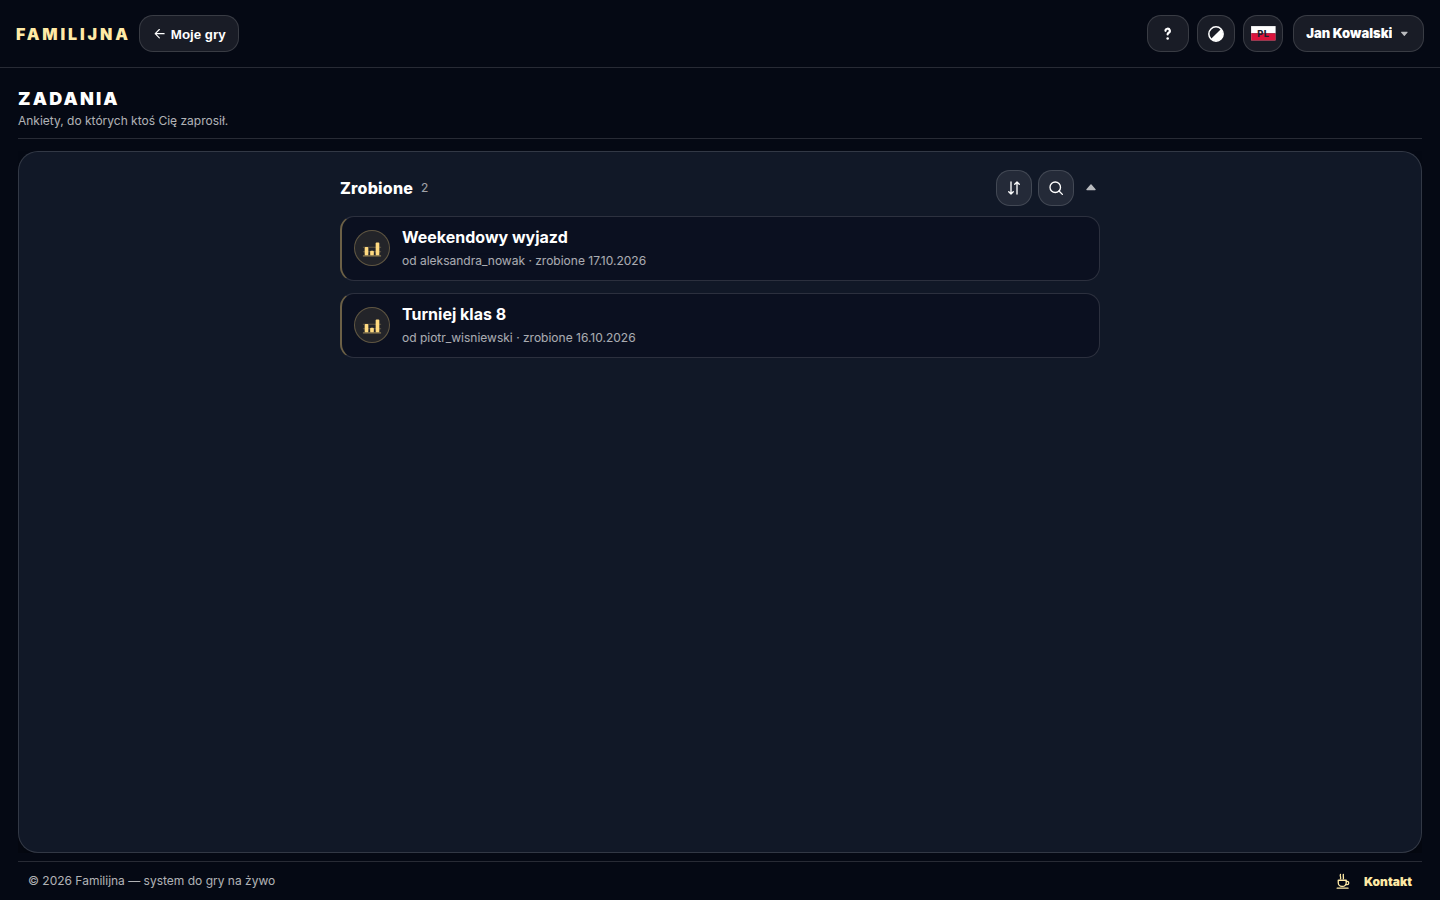 FAMILIJNA
← Moje gry
?
PL
Jan Kowalski
ZADANIA
Ankiety, do których ktoś Cię zaprosił.
Zrobione 2
Weekendowy wyjazd
od aleksandra_nowak · zrobione 17.10.2026
Turniej klas 8
od piotr_wisniewski · zrobione 16.10.2026
© 2026 Familijna — system do gry na żywo
Kontakt